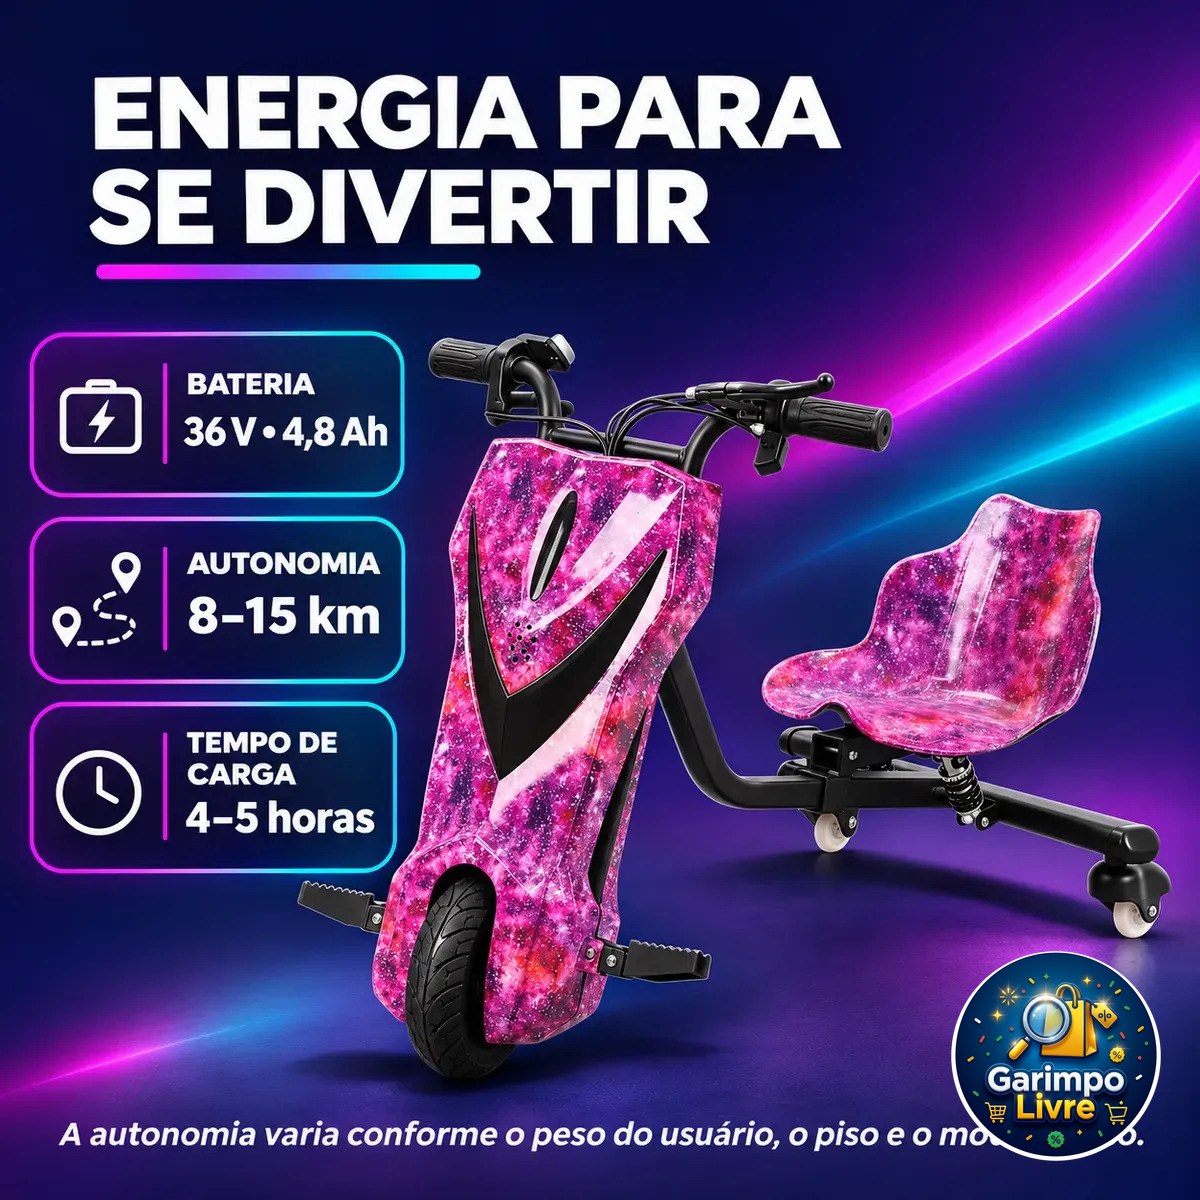 ENERGIA PARA
SE DIVERTIR
BATERIA
36 V • 4,8 Ah
AUTONOMIA
8–15 km
TEMPO DE
CARGA
4–5 horas
A autonomia varia conforme o peso do usuário, o piso e o
Garimpo
Livre